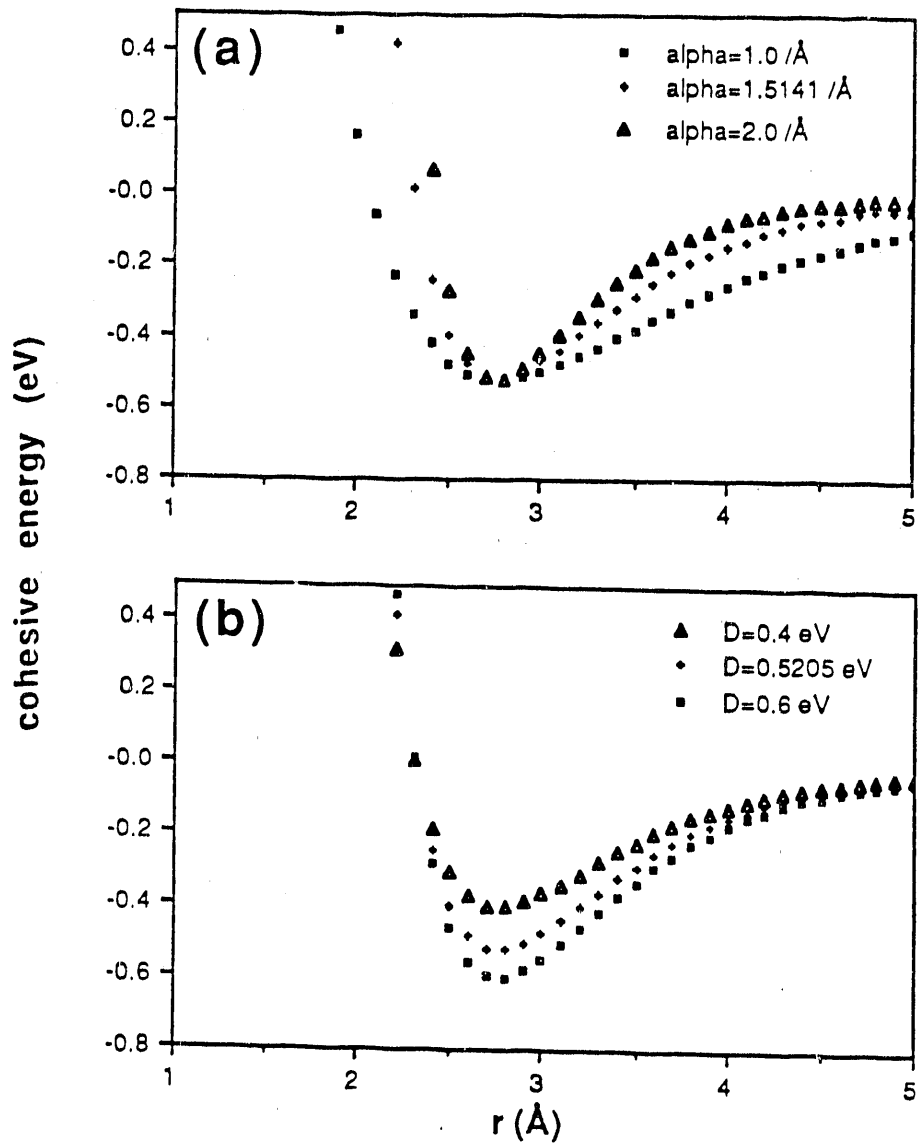 (a)
alpha=1.0 /Å
alpha=1.5141 /Å
alpha=2.0 /Å
0.4
0.2
-0.0
-0.2
-0.4
-0.6
-0.8
1
2
3
4
5
cohesive energy (eV)
(b)
D=0.4 eV
D=0.5205 eV
D=0.6 eV
0.4
0.2
-0.0
-0.2
-0.4
-0.6
-0.8
1
2
3
4
5
r (Å)